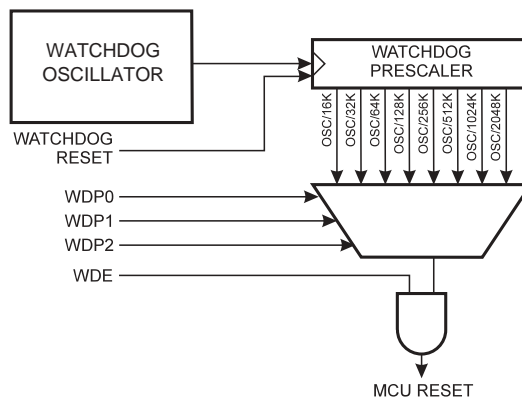 WATCHDOG
OSCILLATOR
WATCHDOG
PRESCALER
WATCHDOG
RESET
OSC/16K
OSC/32K
OSC/64K
OSC/128K
OSC/256K
OSC/512K
OSC/1024K
OSC/2048K
WDP0
WDP1
WDP2
WDE
MCU RESET